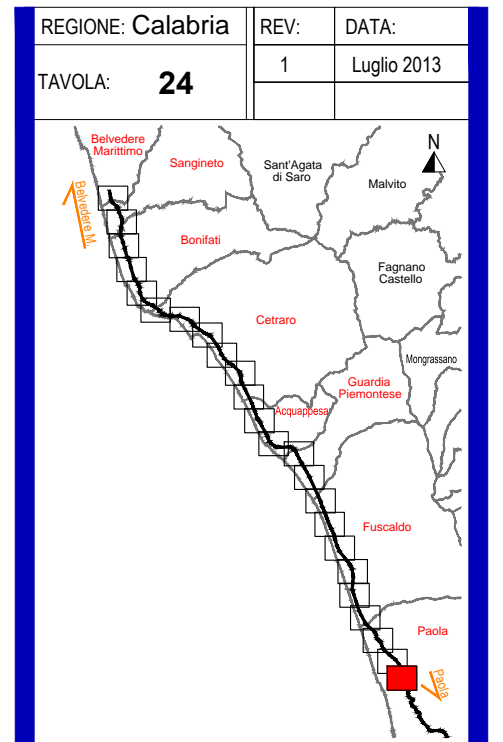 REGIONE: Calabria
REV:
DATA:
TAVOLA: 24
1
Luglio 2013
Belvedere
Marittimo
Sangineto
Sant'Agata
di Saro
Malvito
N
Belvedere M.
Bonifati
Fagnano
Castello
Cetraro
Mongrassano
Guardia
Piemontese
Acquappesa
Fuscaldo
Paola
Paola